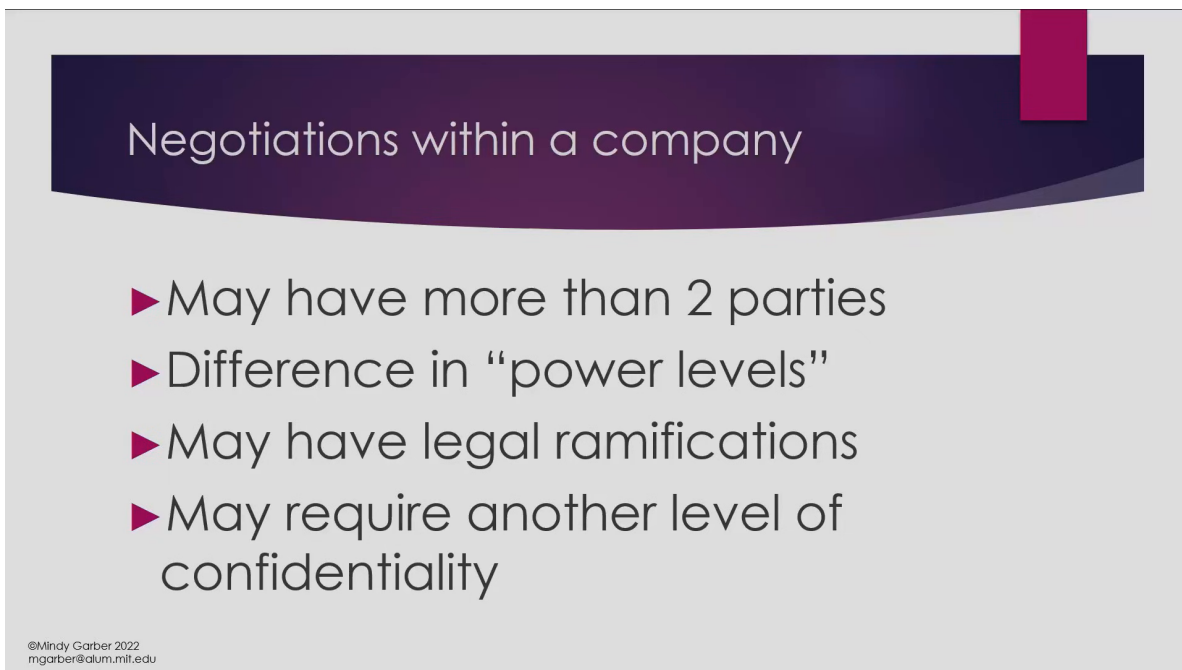 Negotiations within a company
►May have more than 2 parties
►Difference in “power levels”
►May have legal ramifications
►May require another level of
confidentiality
©Mindy Garber 2022
mgarber@alum.mit.edu